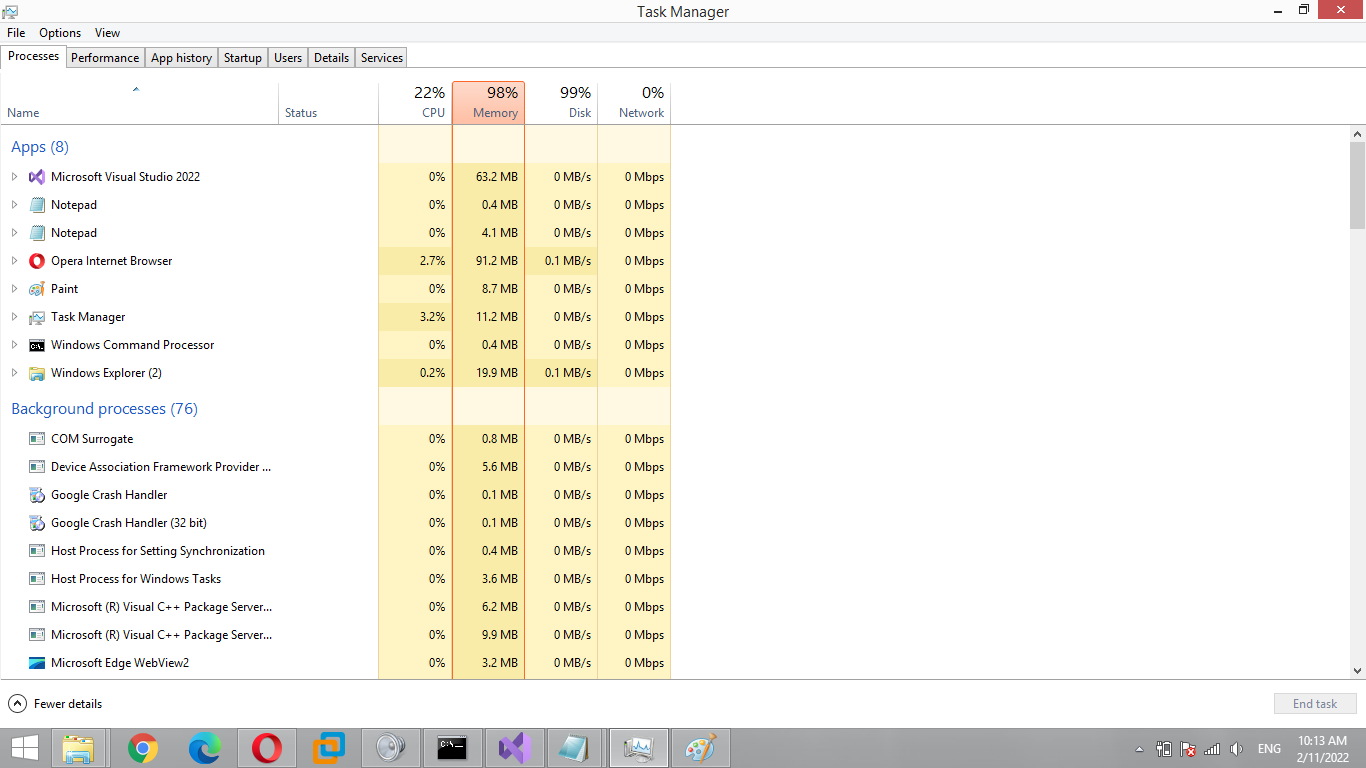 Task Manager
File Options View
Processes Performance App history Startup Users Details Services
22% 98% 99% 0%
Name Status CPU Memory Disk Network
Apps (8)
Microsoft Visual Studio 2022 0% 63.2 MB 0 MB/s 0 Mbps
Notepad 0% 0.4 MB 0 MB/s 0 Mbps
Notepad 0% 4.1 MB 0 MB/s 0 Mbps
Opera Internet Browser 2.7% 91.2 MB 0.1 MB/s 0 Mbps
Paint 0% 8.7 MB 0 MB/s 0 Mbps
Task Manager 3.2% 11.2 MB 0 MB/s 0 Mbps
Windows Command Processor 0% 0.4 MB 0 MB/s 0 Mbps
Windows Explorer (2) 0.2% 19.9 MB 0.1 MB/s 0 Mbps
Background processes (76)
COM Surrogate 0% 0.8 MB 0 MB/s 0 Mbps
Device Association Framework Provider ... 0% 5.6 MB 0 MB/s 0 Mbps
Google Crash Handler 0% 0.1 MB 0 MB/s 0 Mbps
Google Crash Handler (32 bit) 0% 0.1 MB 0 MB/s 0 Mbps
Host Process for Setting Synchronization 0% 0.4 MB 0 MB/s 0 Mbps
Host Process for Windows Tasks 0% 3.6 MB 0 MB/s 0 Mbps
Microsoft (R) Visual C++ Package Server... 0% 6.2 MB 0 MB/s 0 Mbps
Microsoft (R) Visual C++ Package Server... 0% 9.9 MB 0 MB/s 0 Mbps
Microsoft Edge WebView2 0% 3.2 MB 0 MB/s 0 Mbps
Fewer details End task
ENG 10:13 AM
2/11/2022